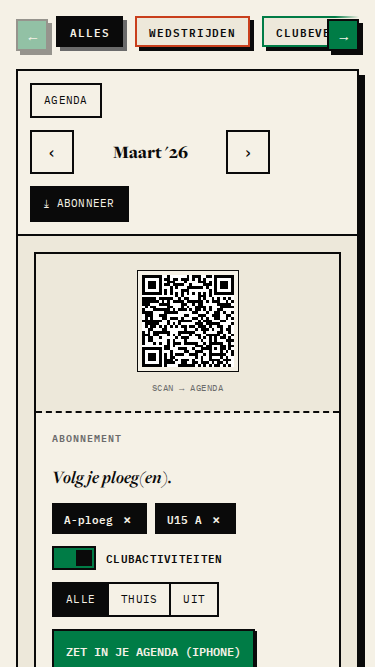 ← ALLES WEDSTRIJDEN →
AGENDA
‹ Maart '26 ›
⤓ ABONNEER
SCAN → AGENDA
ABONNEMENT
Volg je ploeg(en).
A-ploeg × U15 A ×
CLUBACTIVITEITEN
ALLE THUIS UIT
ZET IN JE AGENDA (IPHONE)